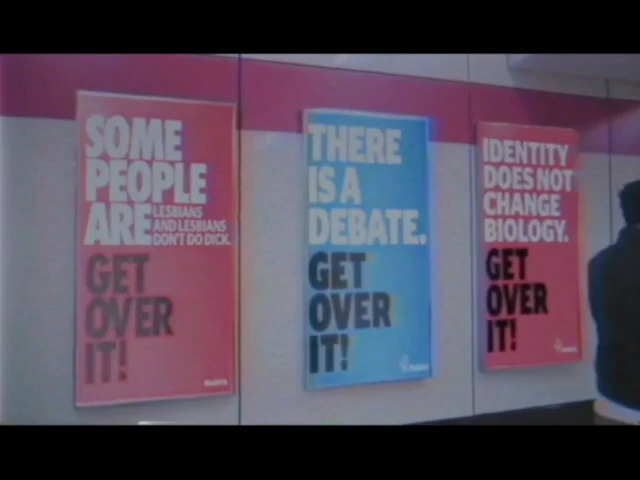 SOME
PEOPLE
ARE
LESBIANS
AND LESBIANS
DON'T DO DICK.
GET
OVER
IT!
THERE
IS A
DEBATE.
GET
OVER
IT!
IDENTITY
DOES NOT
CHANGE
BIOLOGY.
GET
OVER
IT!